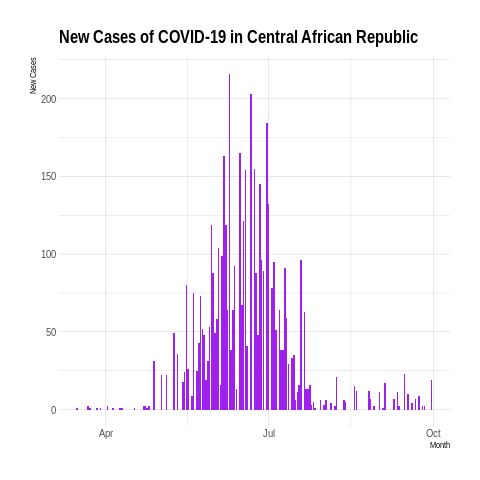 New Cases of COVID-19 in Central African Republic
New Cases
200
150
100
50
0
Apr
Jul
Oct
Month